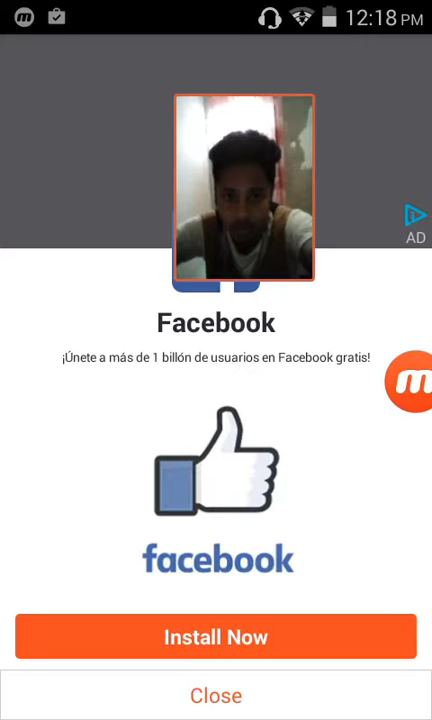 12:18 PM
AD
Facebook
¡Únete a más de 1 billón de usuarios en Facebook gratis!
facebook
Install Now
Close